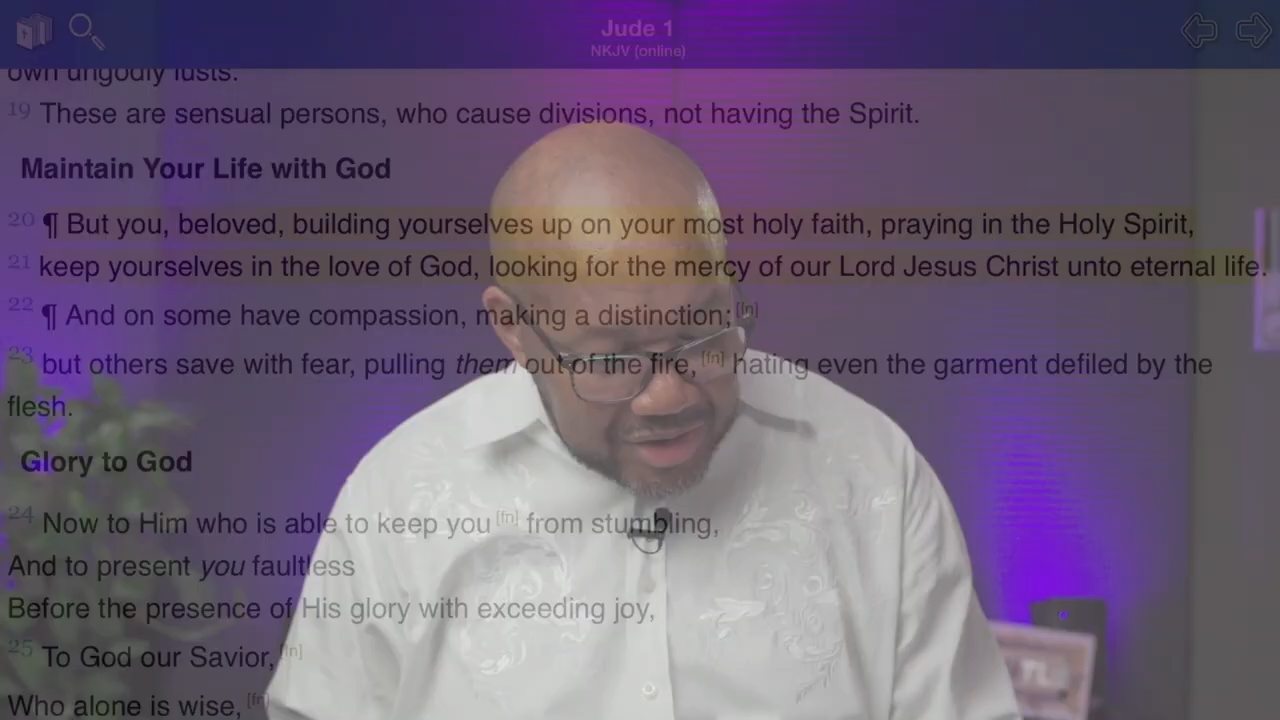 Jude 1
NKJV (online)
own ungodly lusts.
19 These are sensual persons, who cause divisions, not having the Spirit.
Maintain Your Life with God
20 ¶ But you, beloved, building yourselves up on your most holy faith, praying in the Holy Spirit,
21 keep yourselves in the love of God, looking for the mercy of our Lord Jesus Christ unto eternal life.
22 ¶ And on some have compassion, making a distinction; [fn]
23 but others save with fear, pulling them out of the fire, [fn] hating even the garment defiled by the
flesh.
Glory to God
24 Now to Him who is able to keep you [fn] from stumbling,
And to present you faultless
Before the presence of His glory with exceeding joy,
25 To God our Savior, [fn]
Who alone is wise, [fn]